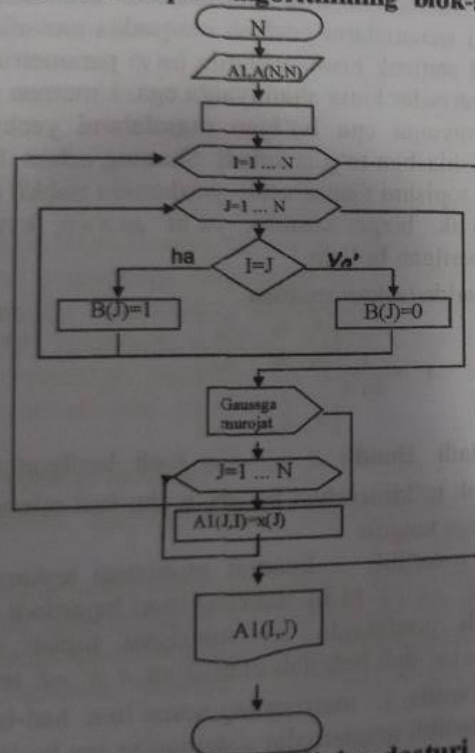 N
A1,A(N,N)
I=1 ... N
J=1 ... N
ha
I=J
Yo'
B(J)=1
B(J)=0
Gaussga
murojat
J=1 ... N
A1(J,I)=x(J)
A1(I,J)